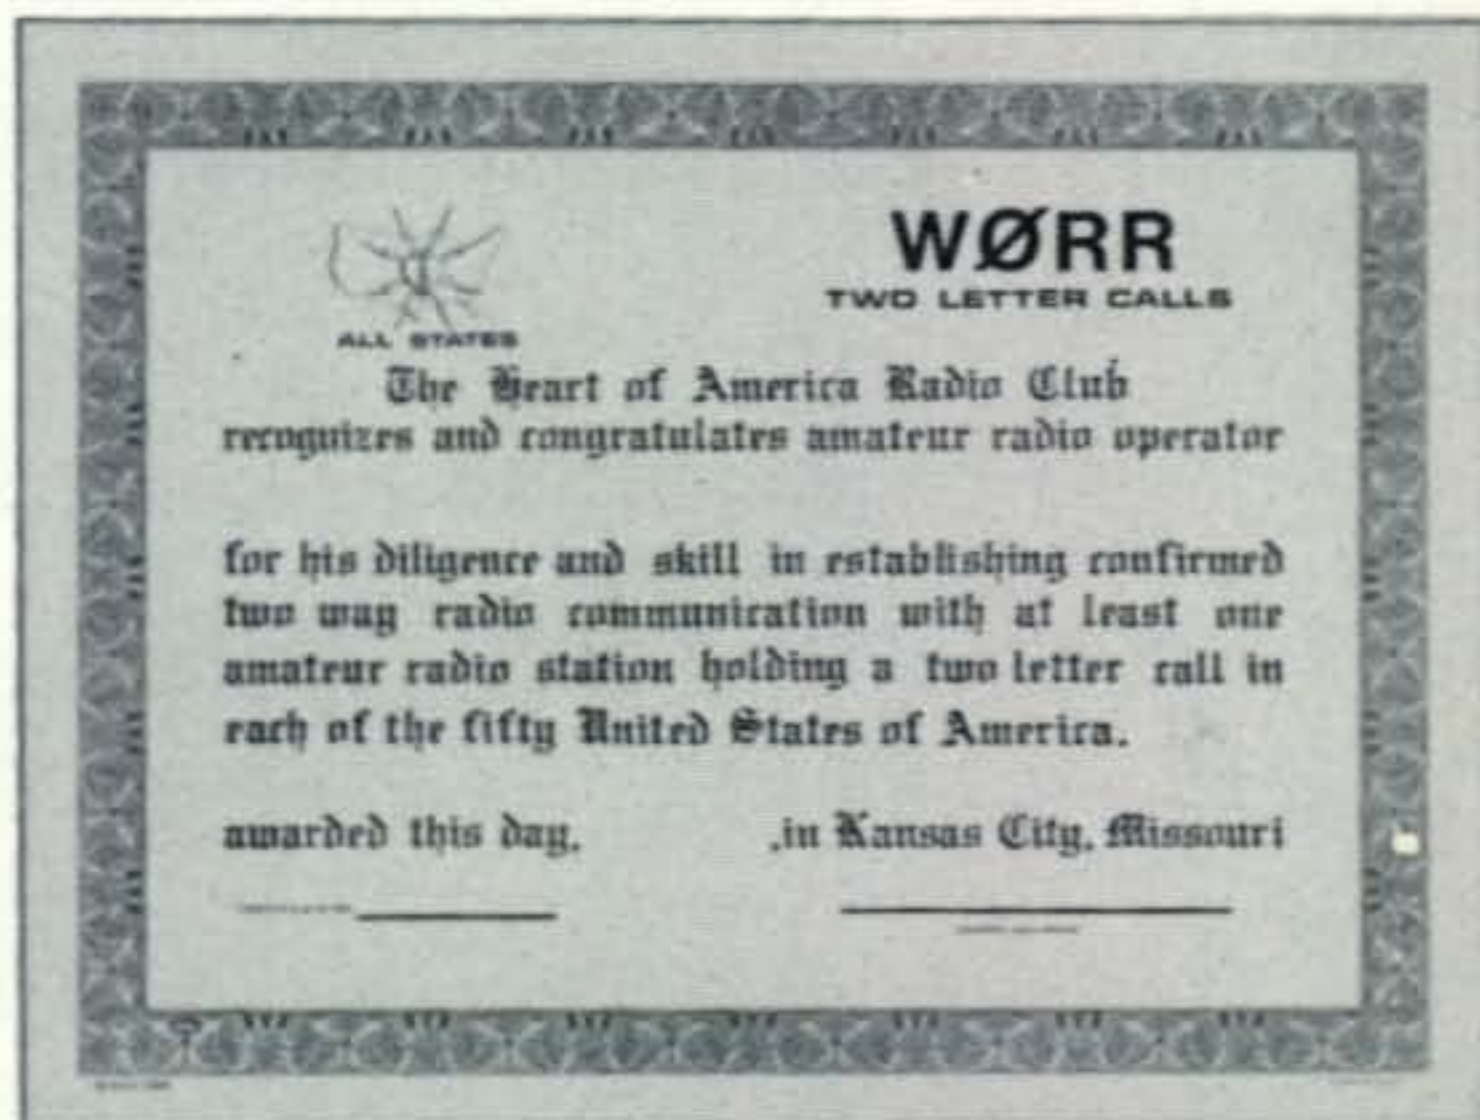 WØRR
TWO LETTER CALLS
ALL STATES
The Heart of America Radio Club
recognizes and congratulates amateur radio operator
for his diligence and skill in establishing confirmed
two way radio communication with at least one
amateur radio station holding a two letter call in
each of the fifty United States of America.
awarded this day, ,in Kansas City, Missouri